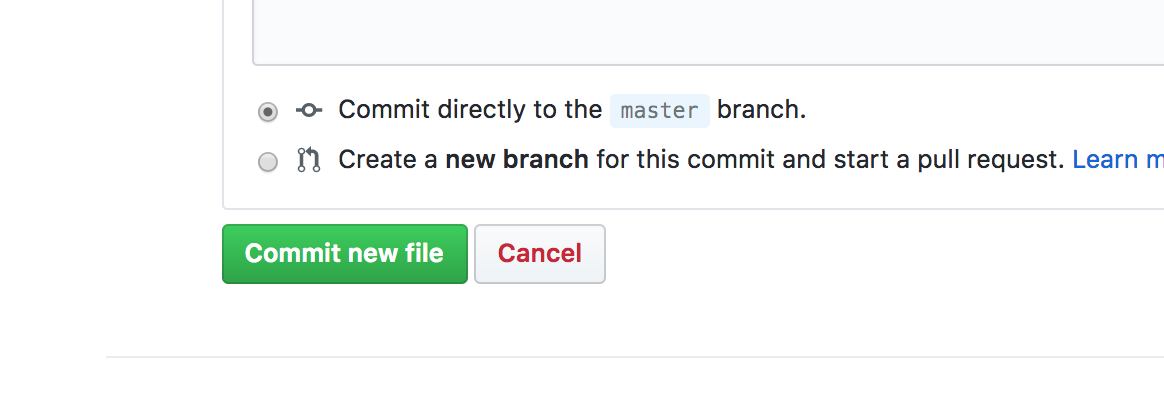 Commit directly to the master branch.
Create a new branch for this commit and start a pull request. Learn
Commit new file Cancel